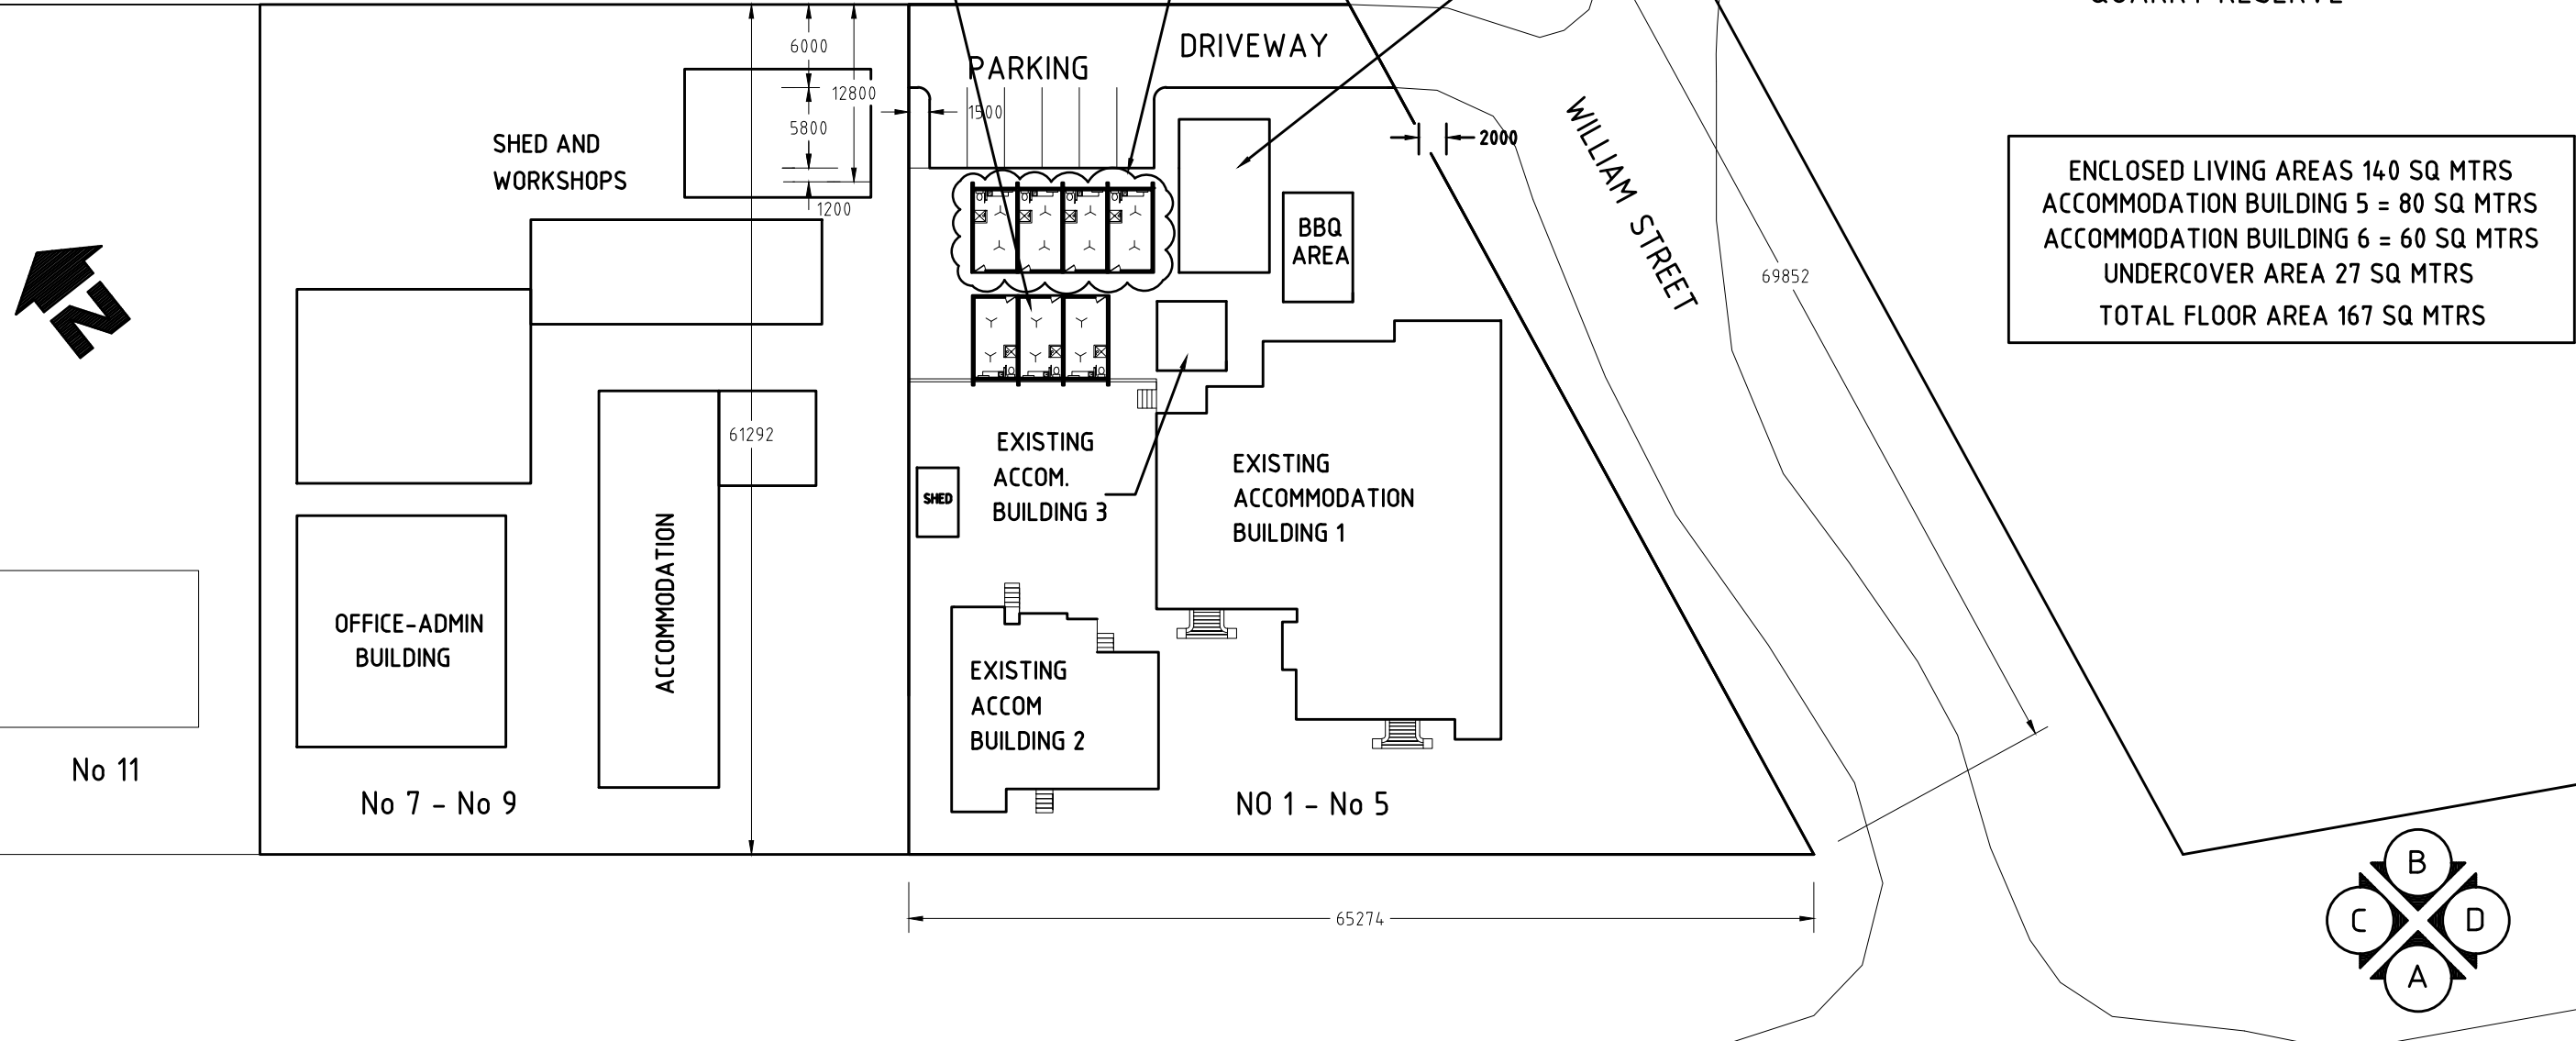 6000
DRIVEWAY
PARKING
12800
1500
5800
SHED AND
WORKSHOPS
1200
2000
WILLIAM STREET
BBQ
AREA
69852
ENCLOSED LIVING AREAS 140 SQ MTRS
ACCOMMODATION BUILDING 5 = 80 SQ MTRS
ACCOMMODATION BUILDING 6 = 60 SQ MTRS
UNDERCOVER AREA 27 SQ MTRS
TOTAL FLOOR AREA 167 SQ MTRS
N
61292
EXISTING
ACCOM.
BUILDING 3
SHED
EXISTING
ACCOMMODATION
BUILDING 1
ACCOMMODATION
OFFICE-ADMIN
BUILDING
EXISTING
ACCOM
BUILDING 2
No 11
No 7 - No 9
NO 1 - No 5
65274
B
C
D
A